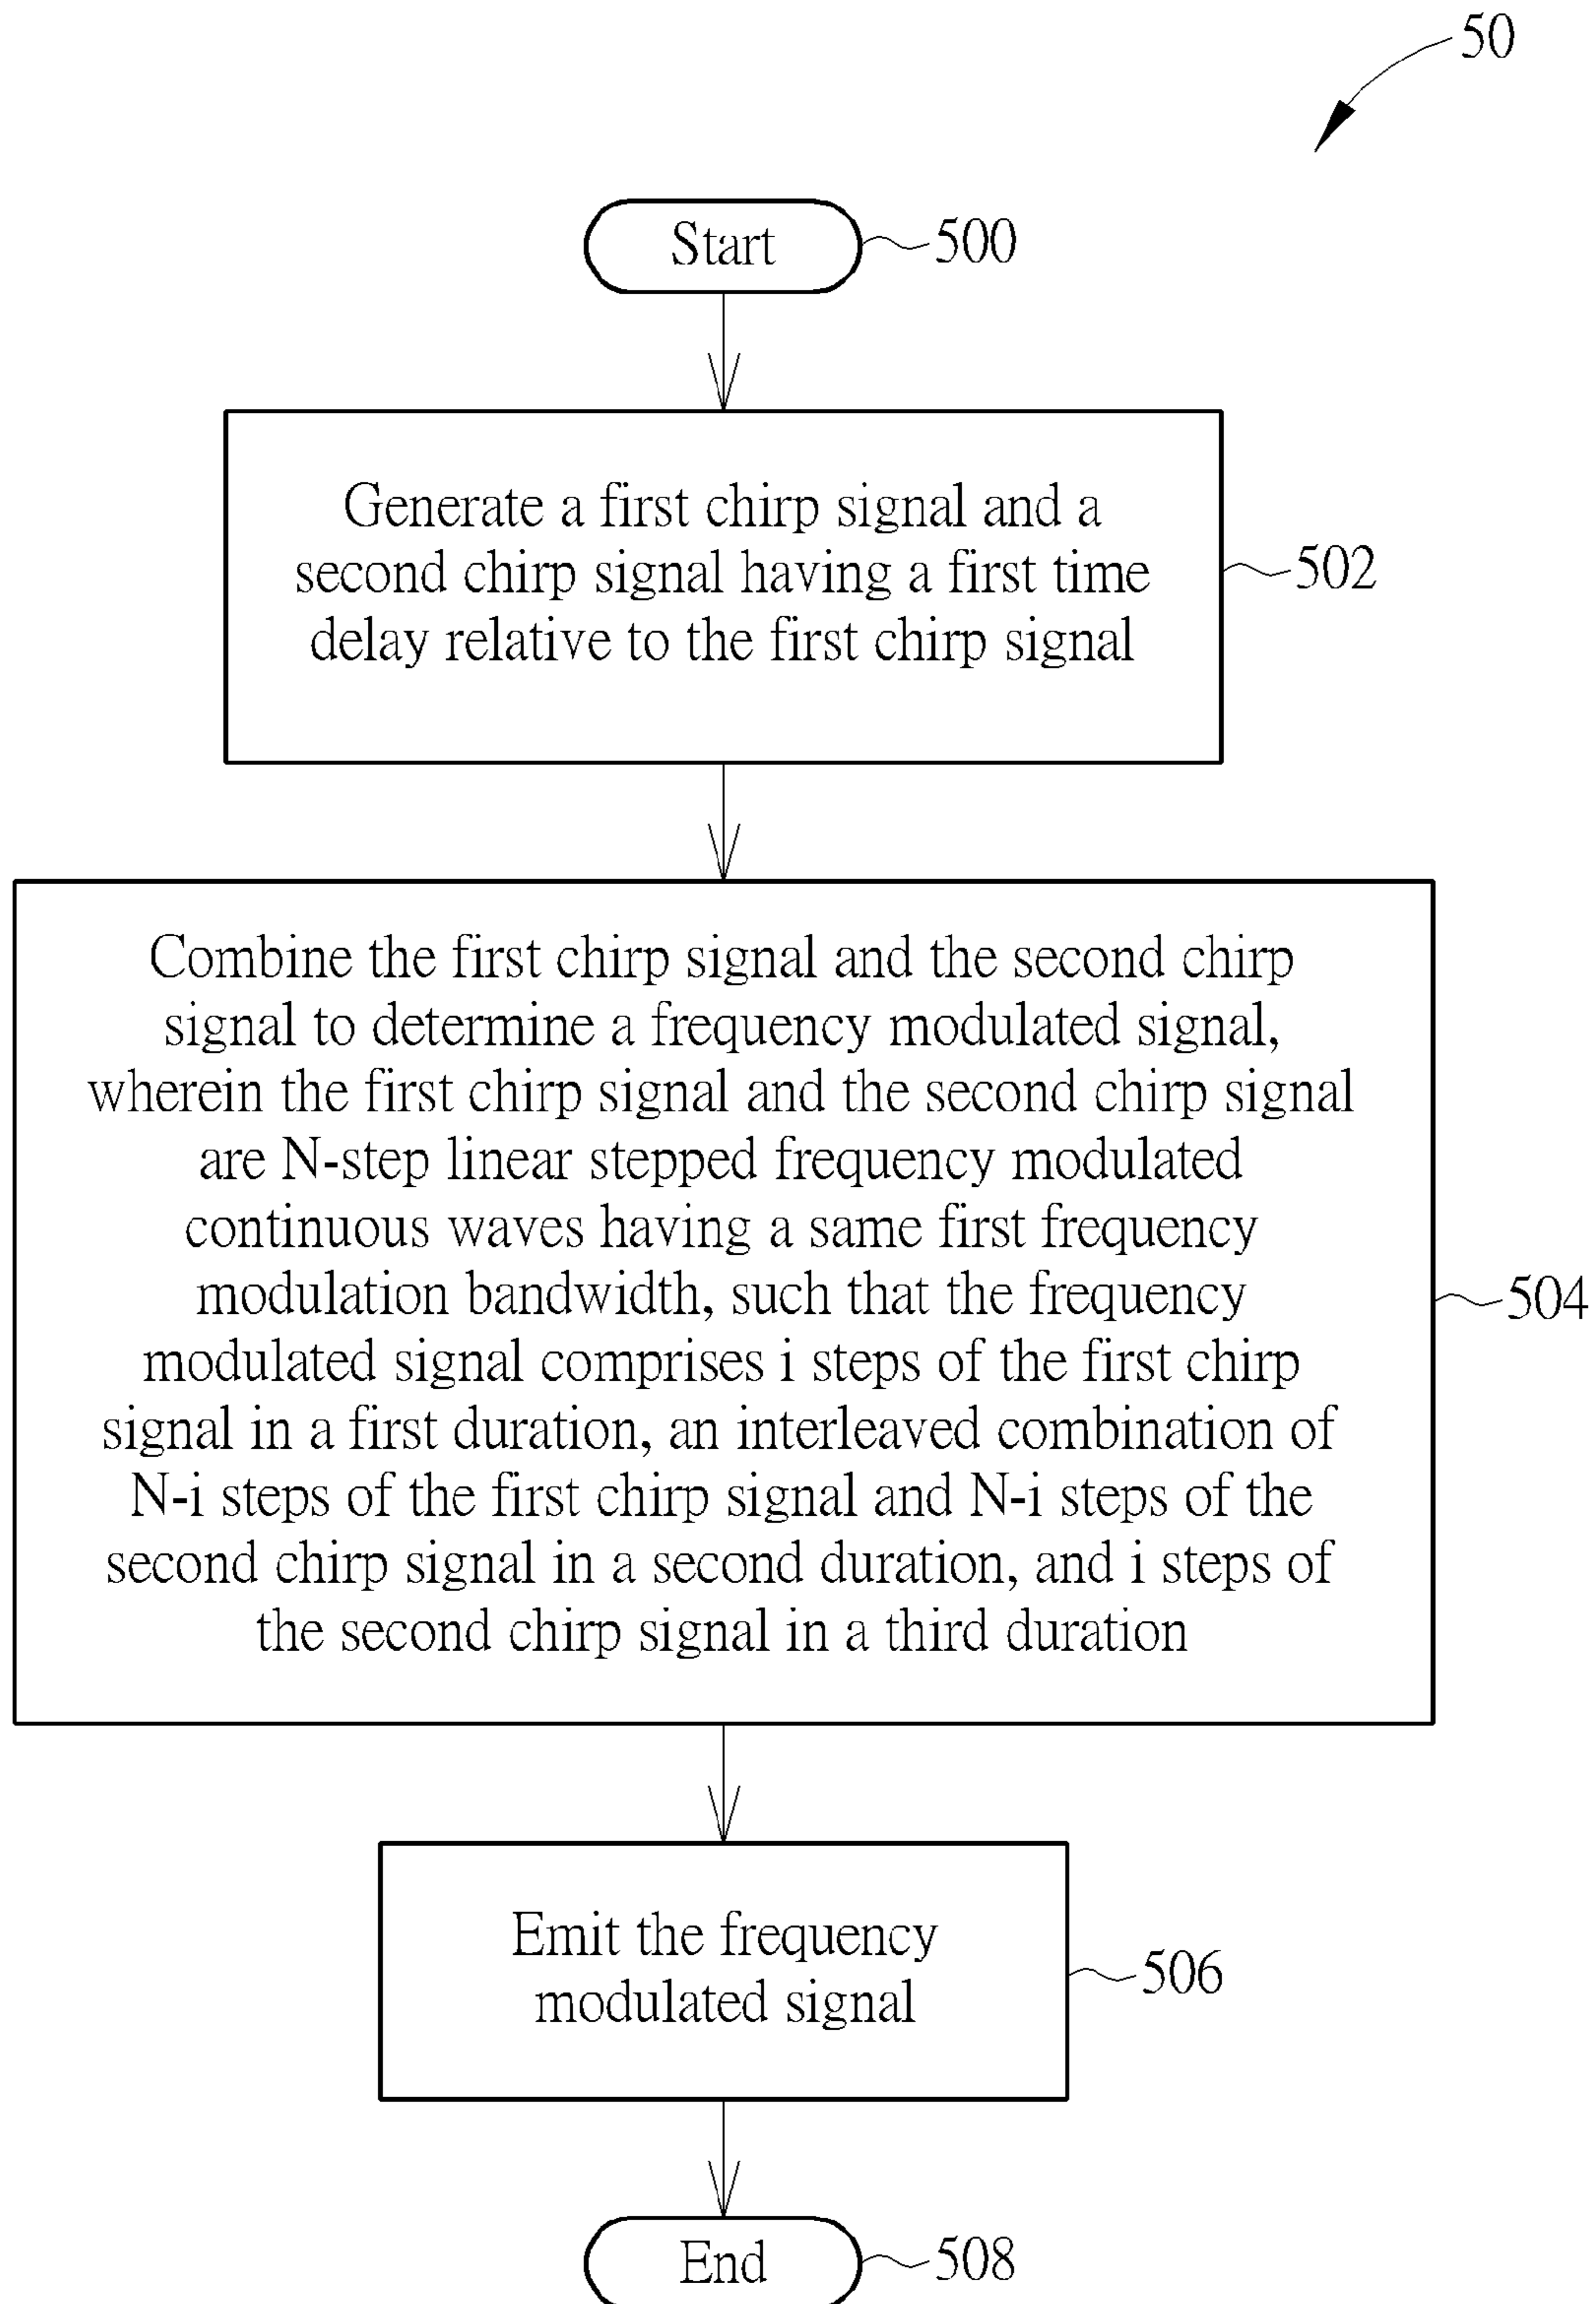 50
Start
500
Generate a first chirp signal and a
second chirp signal having a first time
delay relative to the first chirp signal
502
Combine the first chirp signal and the second chirp
signal to determine a frequency modulated signal,
wherein the first chirp signal and the second chirp signal
are N-step linear stepped frequency modulated
continuous waves having a same first frequency
modulation bandwidth, such that the frequency
modulated signal comprises i steps of the first chirp
signal in a first duration, an interleaved combination of
N-i steps of the first chirp signal and N-i steps of the
second chirp signal in a second duration, and i steps of
the second chirp signal in a third duration
504
Emit the frequency
modulated signal
506
End
508